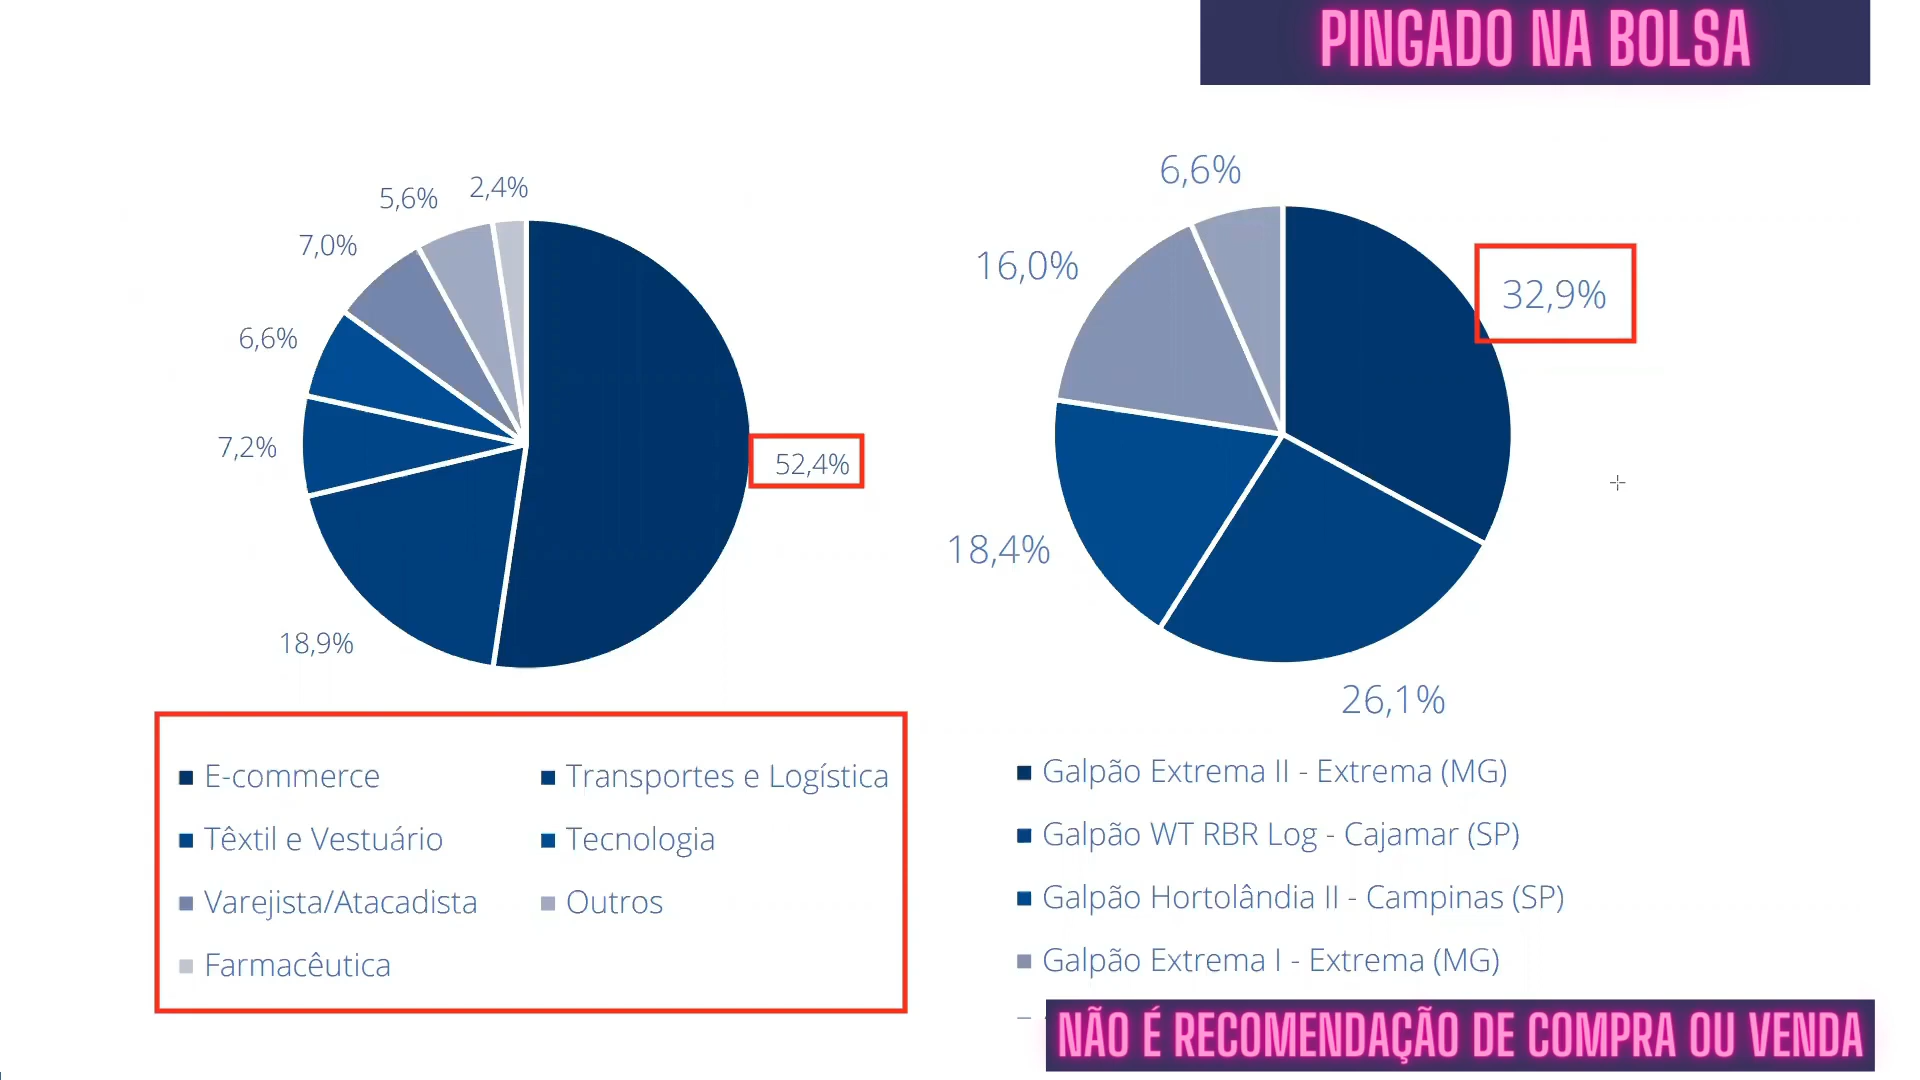 PINGADO NA BOLSA
2,4%
5,6%
7,0%
6,6%
7,2%
52,4%
18,9%
E-commerce
Transportes e Logística
Têxtil e Vestuário
Tecnologia
Varejista/Atacadista
Outros
Farmacêutica
6,6%
16,0%
32,9%
18,4%
26,1%
Galpão Extrema II - Extrema (MG)
Galpão WT RBR Log - Cajamar (SP)
Galpão Hortolândia II - Campinas (SP)
Galpão Extrema I - Extrema (MG)
NÃO É RECOMENDAÇÃO DE COMPRA OU VENDA